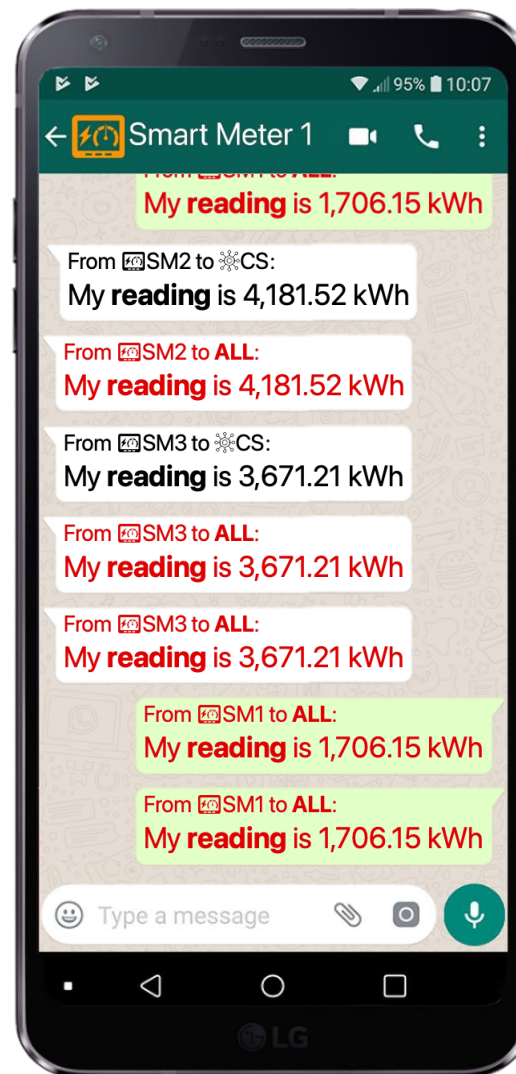 95% 10:07
Smart Meter 1
From SM1 to ALL:
My reading is 1,706.15 kWh
From SM2 to CS:
My reading is 4,181.52 kWh
From SM2 to ALL:
My reading is 4,181.52 kWh
From SM3 to CS:
My reading is 3,671.21 kWh
From SM3 to ALL:
My reading is 3,671.21 kWh
From SM3 to ALL:
My reading is 3,671.21 kWh
From SM1 to ALL:
My reading is 1,706.15 kWh
From SM1 to ALL:
My reading is 1,706.15 kWh
Type a message
LG